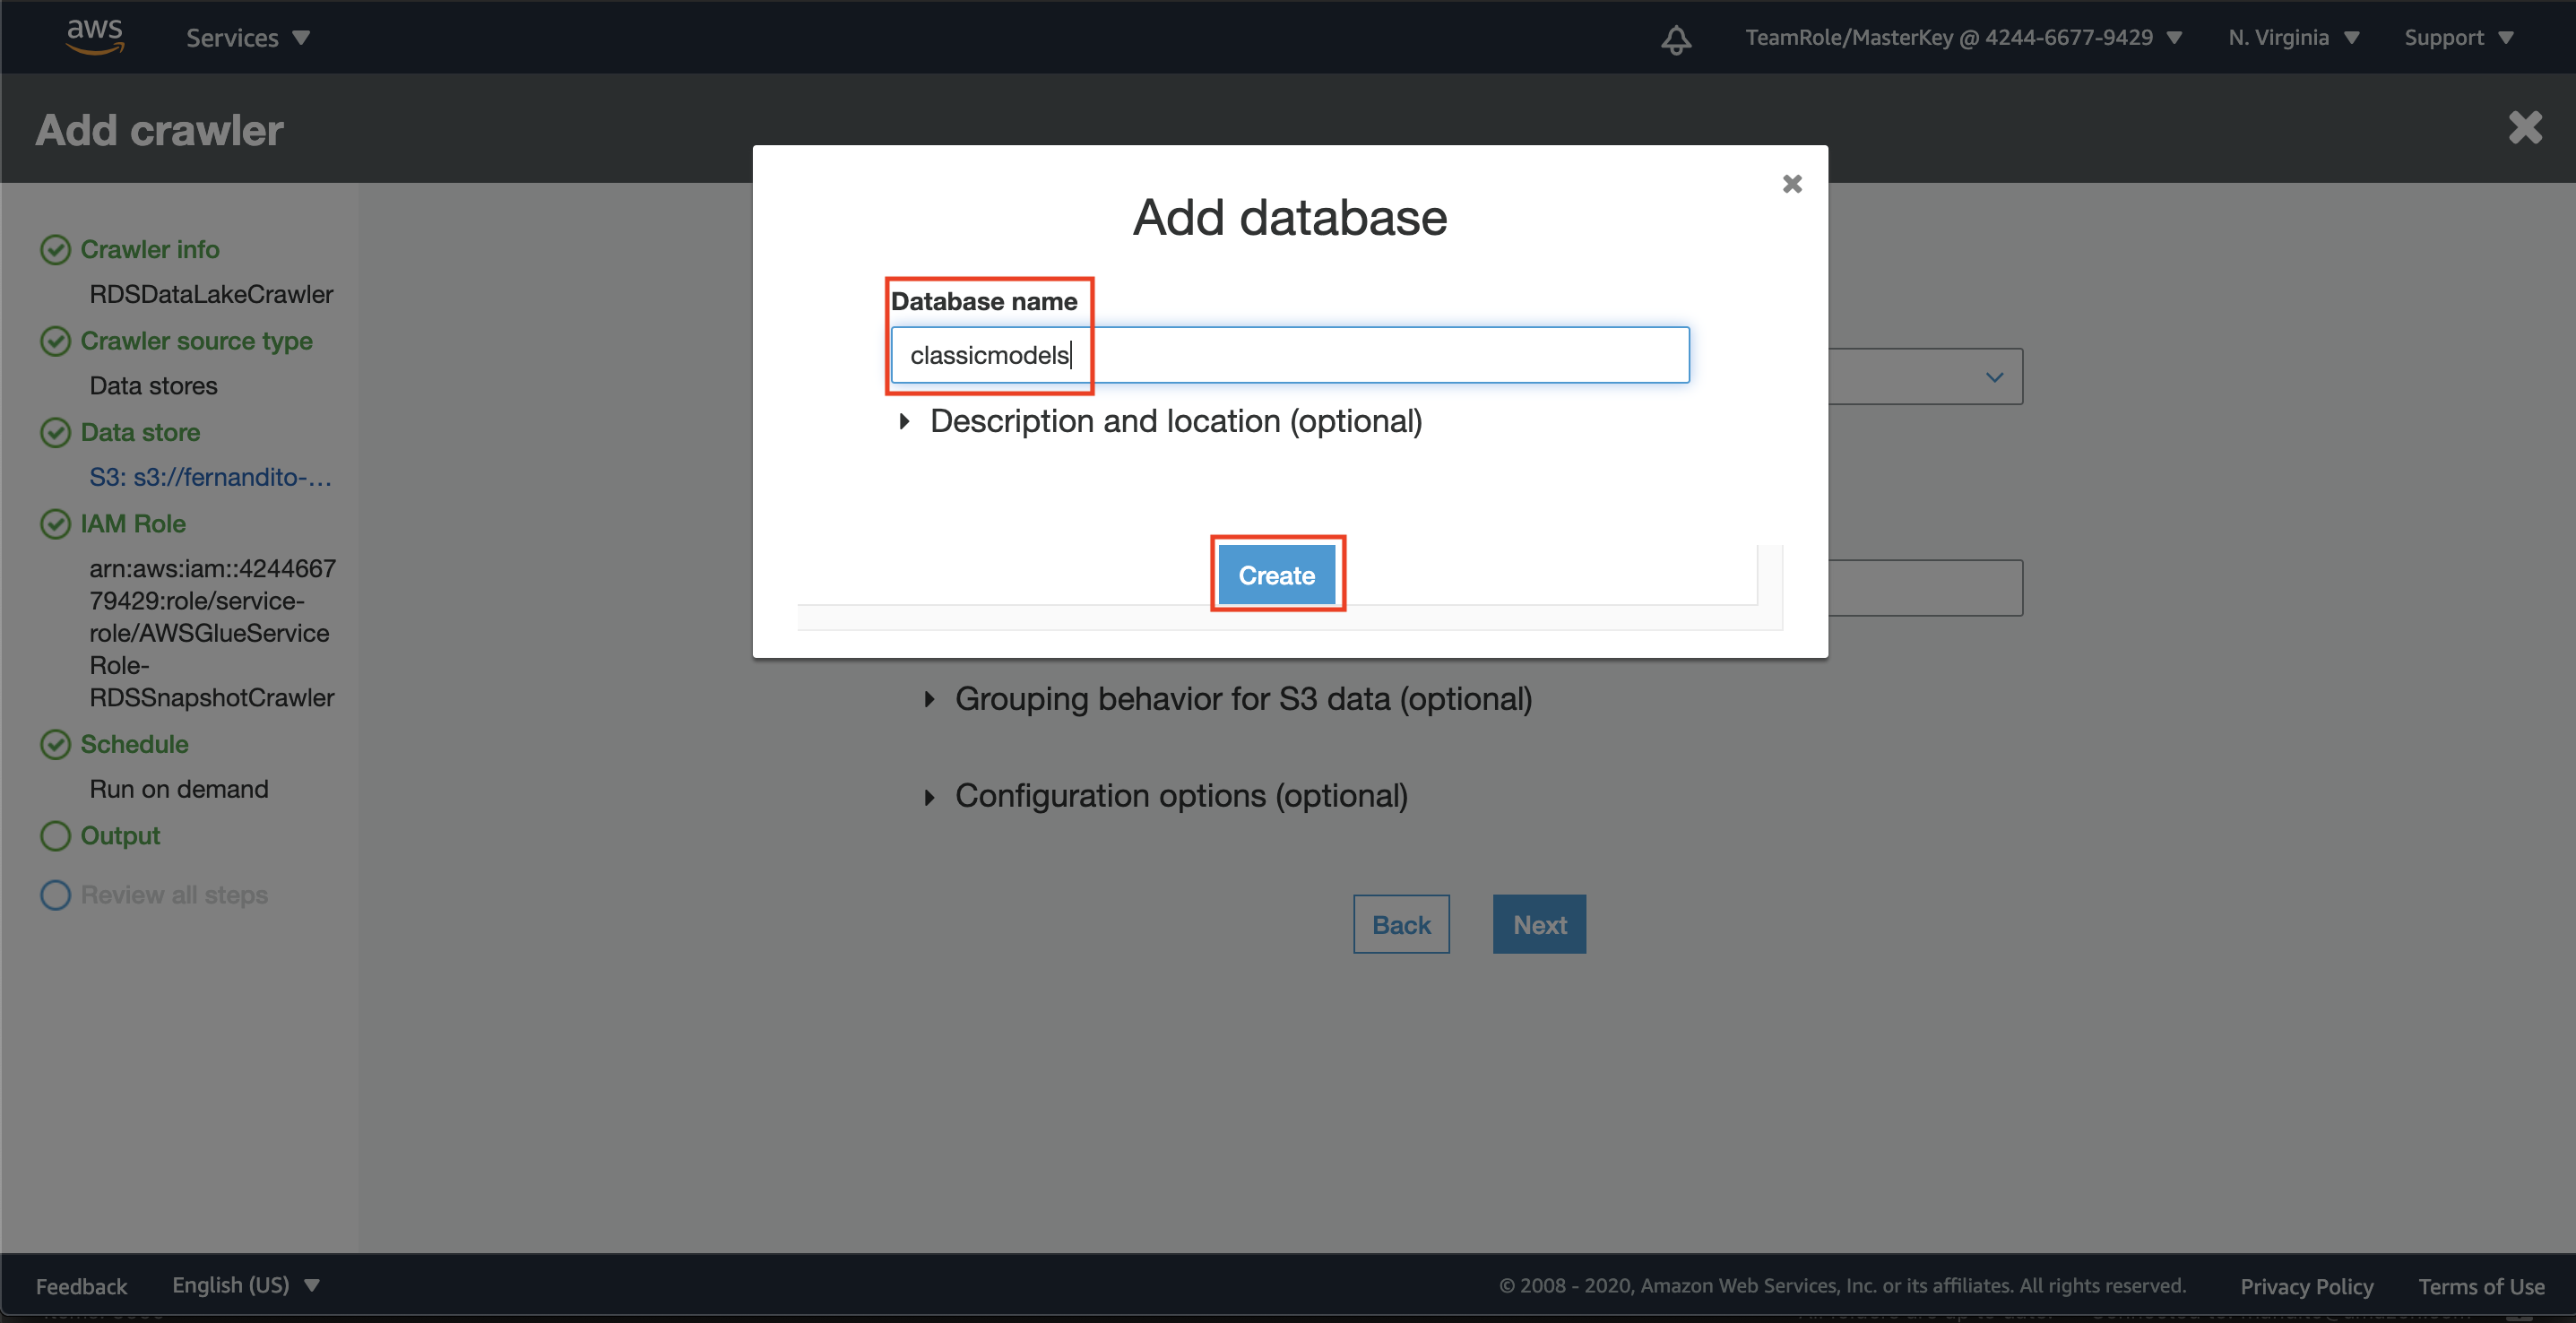 aws
Services
TeamRole/MasterKey @ 4244-6677-9429
N. Virginia
Support
Add crawler
Crawler info
RDSDataLakeCrawler
Crawler source type
Data stores
Data store
S3: s3://fernandito-...
IAM Role
arn:aws:iam::4244667
79429:role/service-
role/AWSGlueService
Role-
RDSSnapshotCrawler
Schedule
Run on demand
Output
Review all steps
Add database
Database name
classicmodels
Description and location (optional)
Create
Grouping behavior for S3 data (optional)
Configuration options (optional)
Back
Next
Feedback
English (US)
© 2008 - 2020, Amazon Web Services, Inc. or its affiliates. All rights reserved.
Privacy Policy
Terms of Use